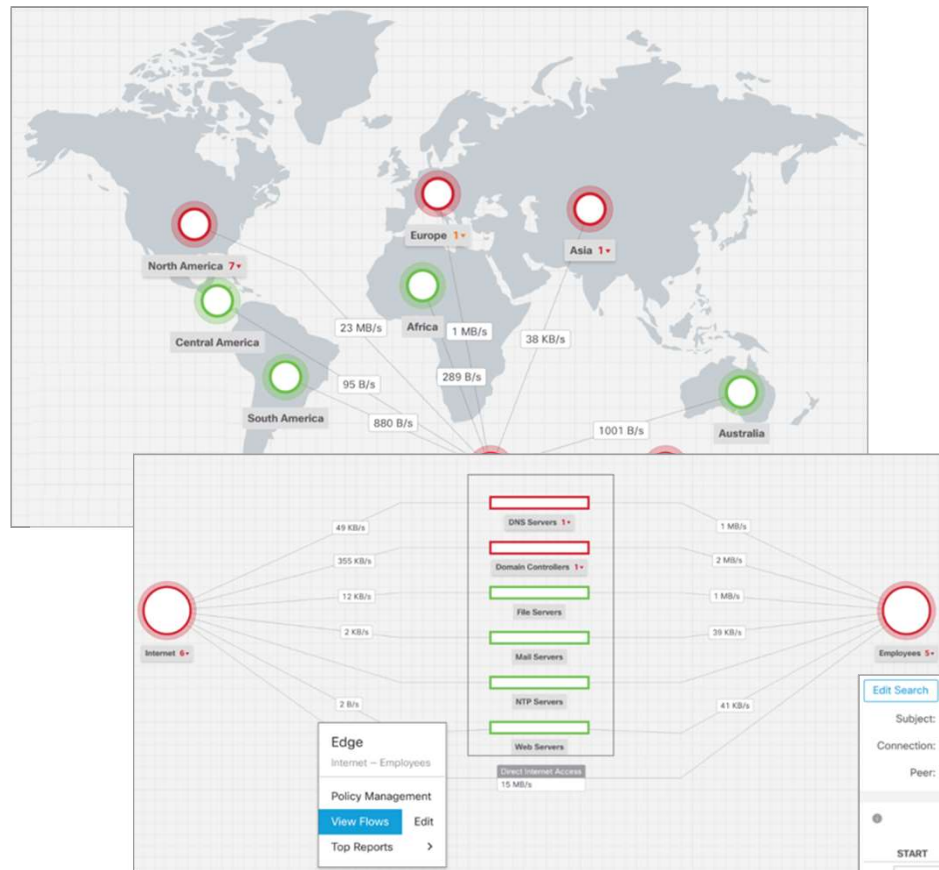 Europe 1
Asia 1
North America 7
23 MB/s
Africa
1 MB/s
38 KB/s
Central America
289 B/s
95 B/s
South America
880 B/s
1001 B/s
Australia
49 KB/s
DNS Servers 1
1 MB/s
355 KB/s
Domain Controllers 1
2 MB/s
12 KB/s
File Servers
1 MB/s
2 KB/s
39 KB/s
Internet 6
Mail Servers
Employees 5
2 B/s
NTP Servers
41 KB/s
Web Servers
Direct Internet Access
15 MB/s
Edge
Internet – Employees
Policy Management
View Flows Edit
Top Reports >
Edit Search
Subject:
Connection:
Peer:
START